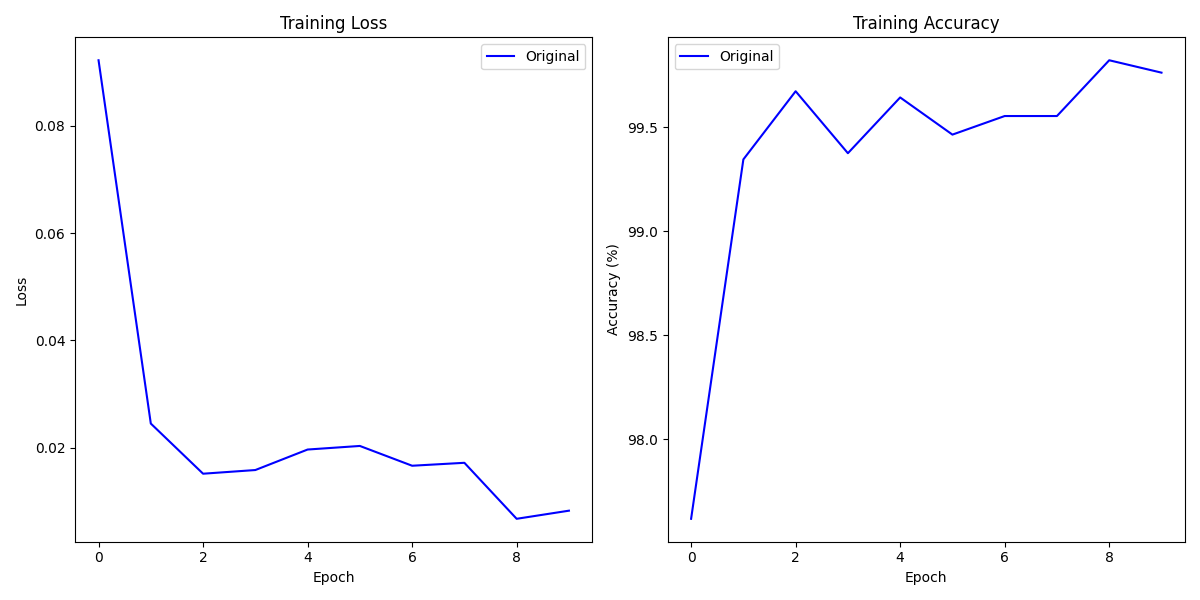 Training Loss
Original
0.08
0.06
0.04
0.02
Loss
0 2 4 6 8
Epoch
Training Accuracy
Original
99.5
99.0
98.5
98.0
Accuracy (%)
0 2 4 6 8
Epoch